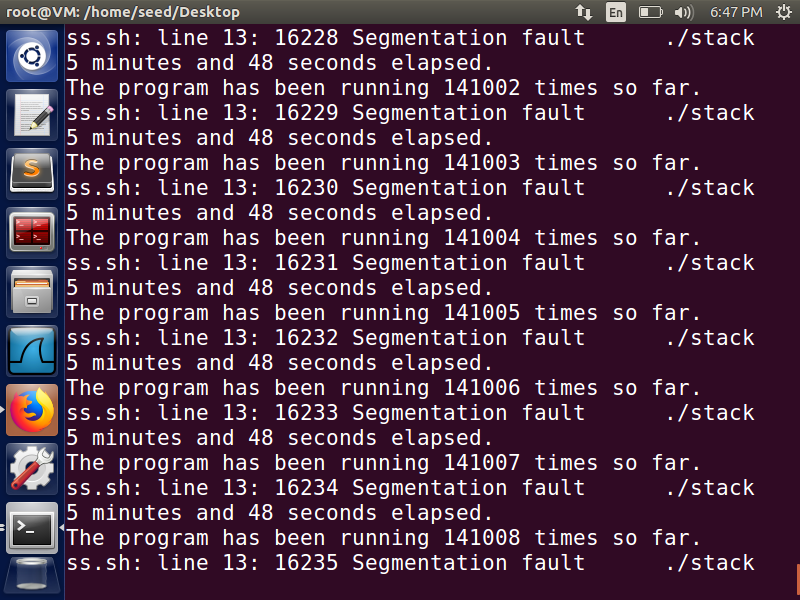 root@VM: /home/seed/Desktop
En
6:47 PM
ss.sh: line 13: 16228 Segmentation fault      ./stack
5 minutes and 48 seconds elapsed.
The program has been running 141002 times so far.
ss.sh: line 13: 16229 Segmentation fault      ./stack
5 minutes and 48 seconds elapsed.
The program has been running 141003 times so far.
ss.sh: line 13: 16230 Segmentation fault      ./stack
5 minutes and 48 seconds elapsed.
The program has been running 141004 times so far.
ss.sh: line 13: 16231 Segmentation fault      ./stack
5 minutes and 48 seconds elapsed.
The program has been running 141005 times so far.
ss.sh: line 13: 16232 Segmentation fault      ./stack
5 minutes and 48 seconds elapsed.
The program has been running 141006 times so far.
ss.sh: line 13: 16233 Segmentation fault      ./stack
5 minutes and 48 seconds elapsed.
The program has been running 141007 times so far.
ss.sh: line 13: 16234 Segmentation fault      ./stack
5 minutes and 48 seconds elapsed.
The program has been running 141008 times so far.
ss.sh: line 13: 16235 Segmentation fault      ./stack